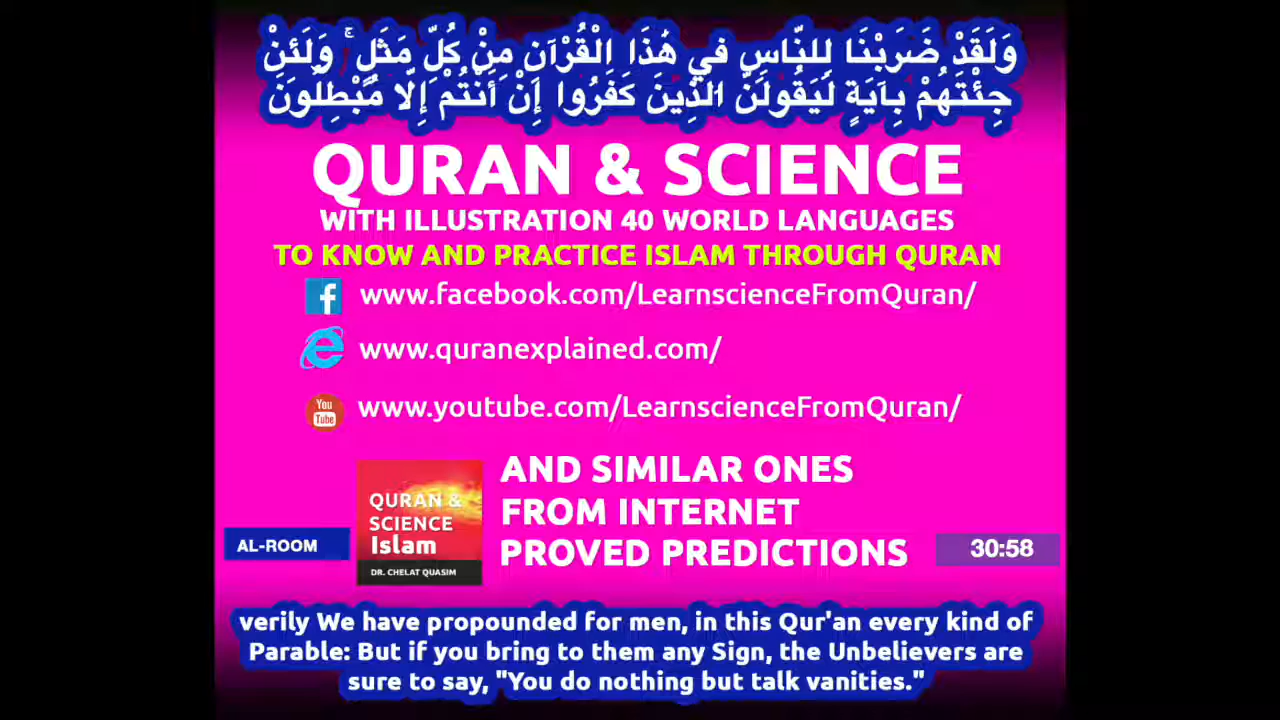 وَلَقَدْ ضَرَبْنَا لِلنَّاسِ فِي هَٰذَا الْقُرْآنِ مِنْ كُلِّ مَثَلٍ ۚ وَلَئِنْ
جِئْتَهُمْ بِآيَةٍ لَيَقُولَنَّ الَّذِينَ كَفَرُوا إِنْ أَنْتُمْ إِلَّا مُبْطِلُونَ
QURAN & SCIENCE
WITH ILLUSTRATION 40 WORLD LANGUAGES
TO KNOW AND PRACTICE ISLAM THROUGH QURAN
f www.facebook.com/LearnscienceFromQuran/
www.quranexplained.com/
You
Tube
www.youtube.com/LearnscienceFromQuran/
AND SIMILAR ONES
FROM INTERNET
PROVED PREDICTIONS
QURAN &
SCIENCE
Islam
DR. CHELAT QUASIM
AL-ROOM
30:58
verily We have propounded for men, in this Qur'an every kind of
Parable: But if you bring to them any Sign, the Unbelievers are
sure to say, "You do nothing but talk vanities."